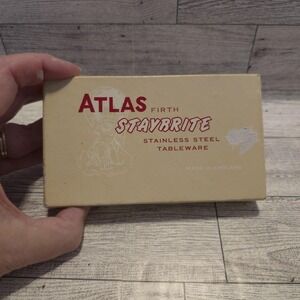 ATLAS FIRTH
STAYBRITE
STAINLESS STEEL
TABLEWARE